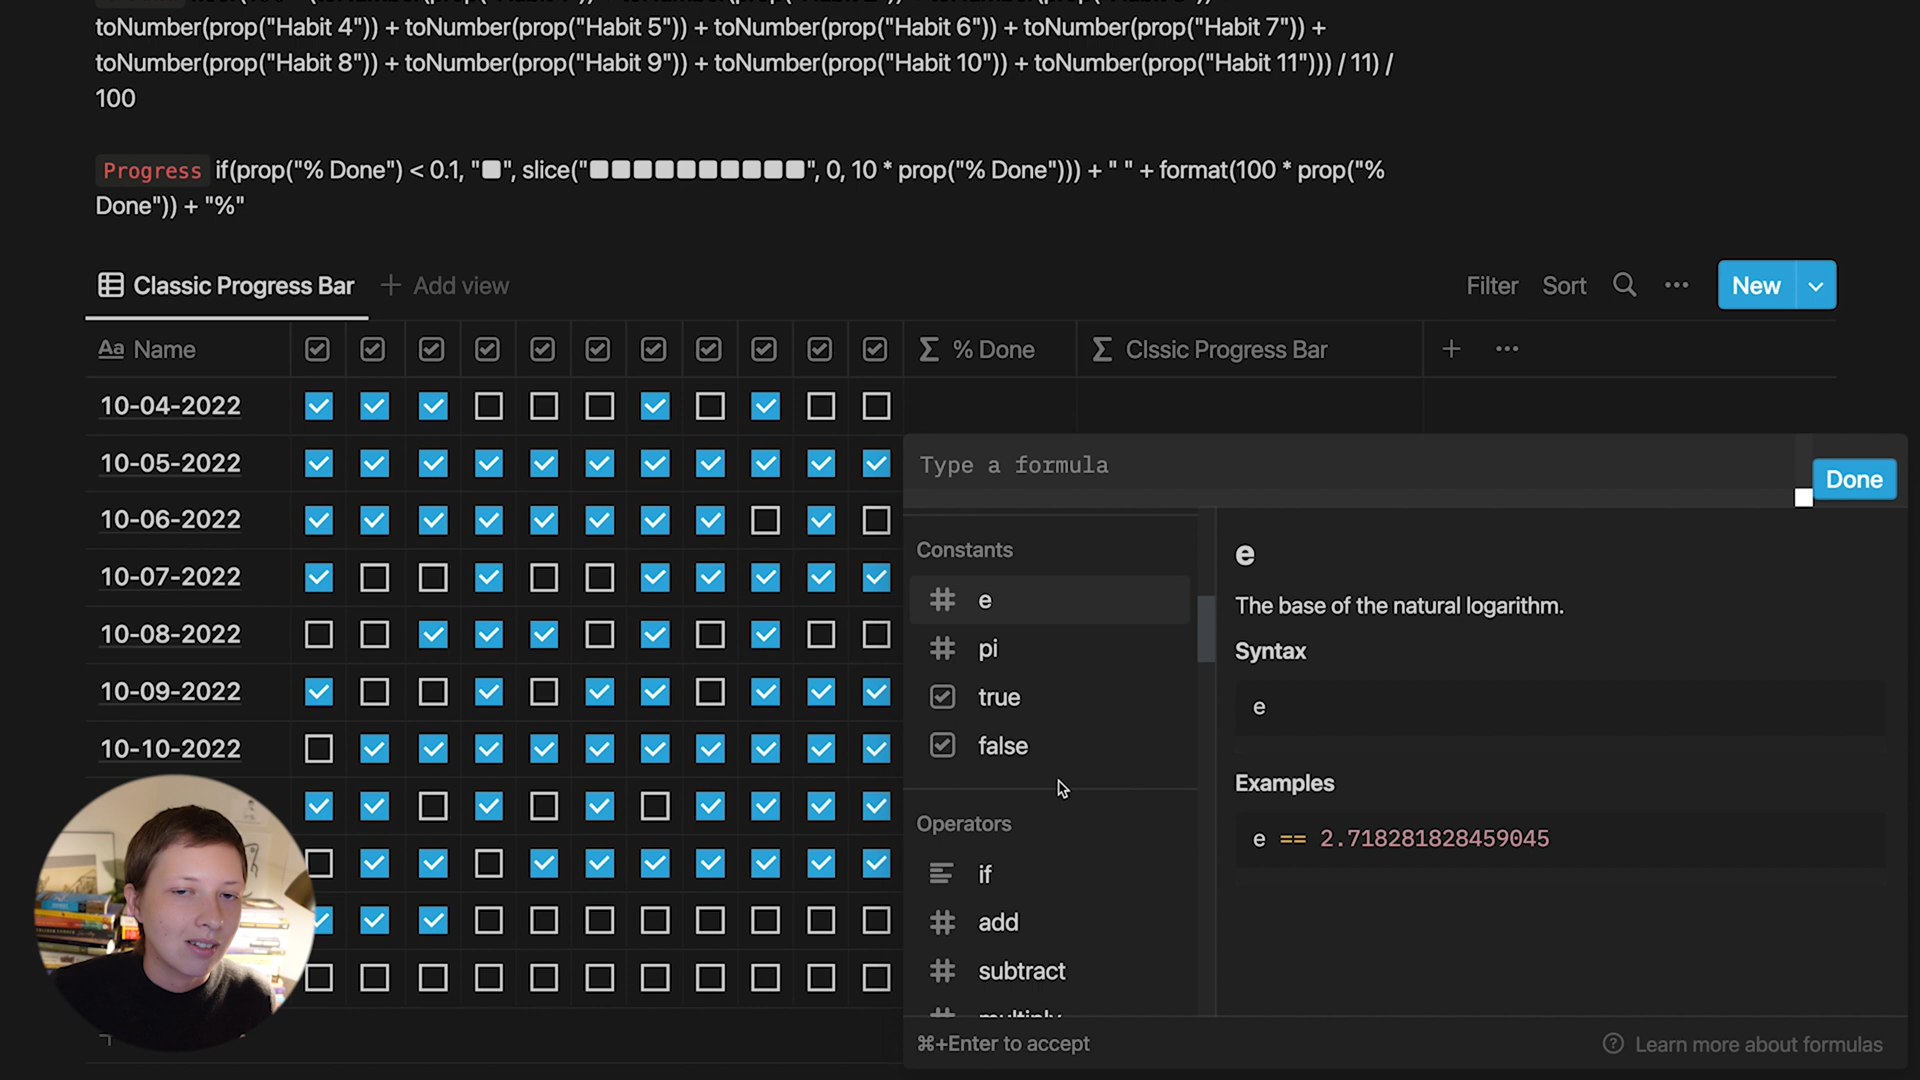 toNumber(prop("Habit 4")) + toNumber(prop("Habit 5")) + toNumber(prop("Habit 6")) + toNumber(prop("Habit 7")) +
toNumber(prop("Habit 8")) + toNumber(prop("Habit 9")) + toNumber(prop("Habit 10")) + toNumber(prop("Habit 11"))) / 11) /
100
Progress if(prop("% Done") < 0.1, "⬜", slice("⬜⬜⬜⬜⬜⬜⬜⬜⬜⬜", 0, 10 * prop("% Done"))) + " " + format(100 * prop("%
Done")) + "%"
Classic Progress Bar + Add view Filter Sort ••• New
Aa Name Σ % Done Σ Clssic Progress Bar + •••
10-04-2022
10-05-2022
Type a formula
Done
10-06-2022
Constants
e
10-07-2022
e
The base of the natural logarithm.
10-08-2022
pi
Syntax
10-09-2022
true
e
10-10-2022
false
Examples
Operators
e == 2.718281828459045
if
add
subtract
multiply
⌘+Enter to accept
Learn more about formulas